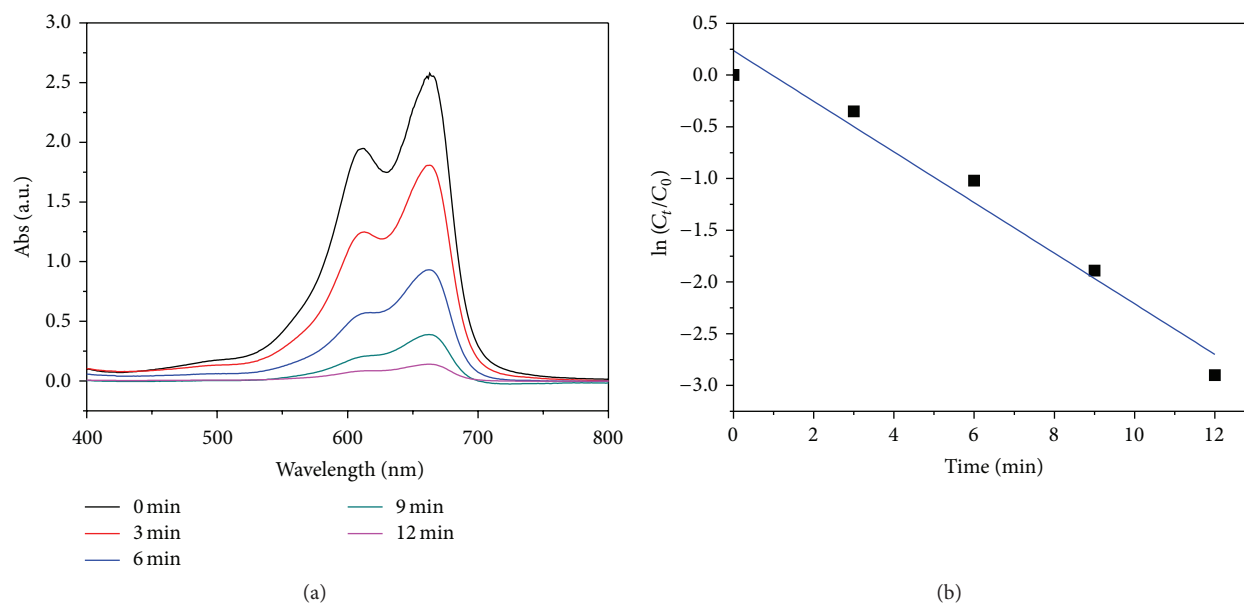 3.0
2.5
2.0
1.5
1.0
0.5
0.0
Abs (a.u.)
400 500 600 700 800
Wavelength (nm)
0 min
3 min
6 min
9 min
12 min
(a)
0.5
0.0
−0.5
−1.0
−1.5
−2.0
−2.5
−3.0
ln (Cₜ/C₀)
0 2 4 6 8 10 12
Time (min)
(b)